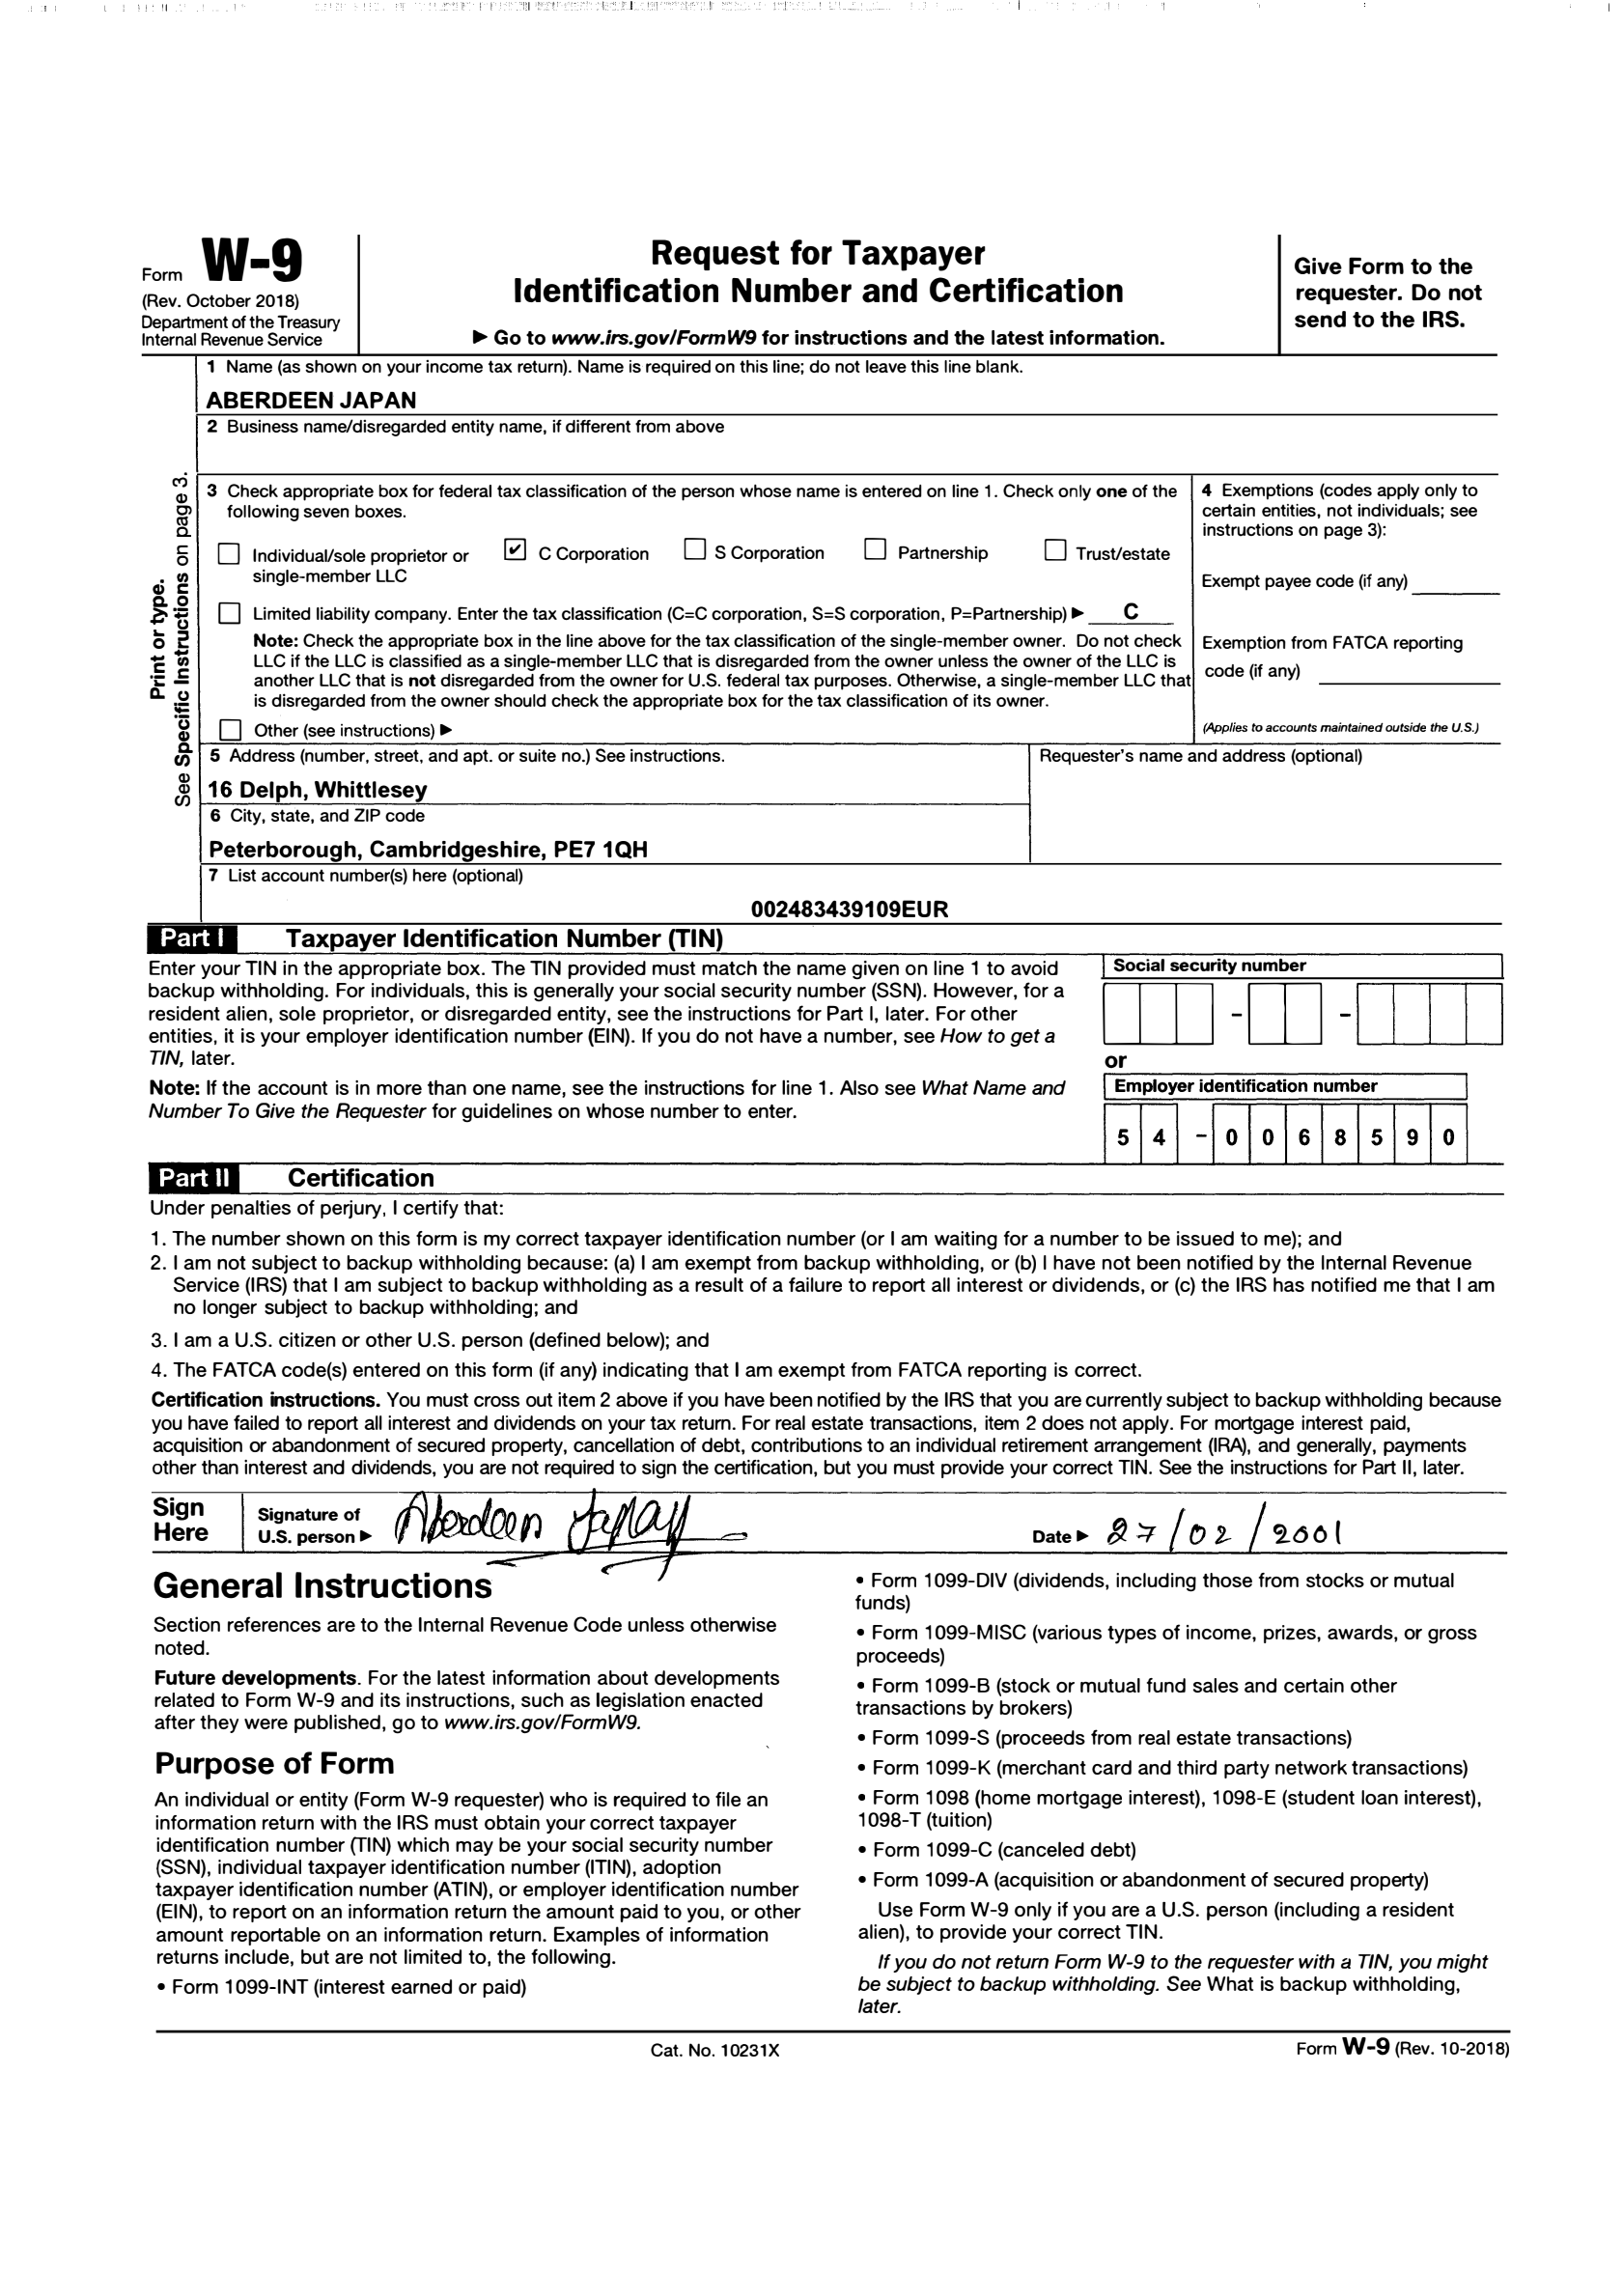 Form W-9
(Rev. October 2018)
Department of the Treasury
Internal Revenue Service
Request for Taxpayer
Identification Number and Certification
▶ Go to www.irs.gov/FormW9 for instructions and the latest information.
Give Form to the
requester. Do not
send to the IRS.
Print or type.
See Specific Instructions on page 3.
1 Name (as shown on your income tax return). Name is required on this line; do not leave this line blank.
ABERDEEN JAPAN
2 Business name/disregarded entity name, if different from above
3 Check appropriate box for federal tax classification of the person whose name is entered on line 1. Check only one of the
following seven boxes.
Individual/sole proprietor or
single-member LLC
✔ C Corporation
S Corporation
Partnership
Trust/estate
Limited liability company. Enter the tax classification (C=C corporation, S=S corporation, P=Partnership) ▶ C
Note: Check the appropriate box in the line above for the tax classification of the single-member owner. Do not check
LLC if the LLC is classified as a single-member LLC that is disregarded from the owner unless the owner of the LLC is
another LLC that is not disregarded from the owner for U.S. federal tax purposes. Otherwise, a single-member LLC that
is disregarded from the owner should check the appropriate box for the tax classification of its owner.
Other (see instructions) ▶
4 Exemptions (codes apply only to
certain entities, not individuals; see
instructions on page 3):
Exempt payee code (if any)
Exemption from FATCA reporting
code (if any)
(Applies to accounts maintained outside the U.S.)
5 Address (number, street, and apt. or suite no.) See instructions.
16 Delph, Whittlesey
6 City, state, and ZIP code
Peterborough, Cambridgeshire, PE7 1QH
Requester's name and address (optional)
7 List account number(s) here (optional)
002483439109EUR
Part I Taxpayer Identification Number (TIN)
Enter your TIN in the appropriate box. The TIN provided must match the name given on line 1 to avoid
backup withholding. For individuals, this is generally your social security number (SSN). However, for a
resident alien, sole proprietor, or disregarded entity, see the instructions for Part I, later. For other
entities, it is your employer identification number (EIN). If you do not have a number, see How to get a
TIN, later.
Note: If the account is in more than one name, see the instructions for line 1. Also see What Name and
Number To Give the Requester for guidelines on whose number to enter.
Social security number
– –
or
Employer identification number
5 4 – 0 0 6 8 5 9 0
Part II Certification
Under penalties of perjury, I certify that:
1. The number shown on this form is my correct taxpayer identification number (or I am waiting for a number to be issued to me); and
2. I am not subject to backup withholding because: (a) I am exempt from backup withholding, or (b) I have not been notified by the Internal Revenue
Service (IRS) that I am subject to backup withholding as a result of a failure to report all interest or dividends, or (c) the IRS has notified me that I am
no longer subject to backup withholding; and
3. I am a U.S. citizen or other U.S. person (defined below); and
4. The FATCA code(s) entered on this form (if any) indicating that I am exempt from FATCA reporting is correct.
Certification instructions. You must cross out item 2 above if you have been notified by the IRS that you are currently subject to backup withholding because
you have failed to report all interest and dividends on your tax return. For real estate transactions, item 2 does not apply. For mortgage interest paid,
acquisition or abandonment of secured property, cancellation of debt, contributions to an individual retirement arrangement (IRA), and generally, payments
other than interest and dividends, you are not required to sign the certification, but you must provide your correct TIN. See the instructions for Part II, later.
Sign
Here
Signature of
U.S. person ▶ Aberdeen
Date ▶ 27/02/2001
General Instructions
Section references are to the Internal Revenue Code unless otherwise
noted.
Future developments. For the latest information about developments
related to Form W-9 and its instructions, such as legislation enacted
after they were published, go to www.irs.gov/FormW9.
Purpose of Form
An individual or entity (Form W-9 requester) who is required to file an
information return with the IRS must obtain your correct taxpayer
identification number (TIN) which may be your social security number
(SSN), individual taxpayer identification number (ITIN), adoption
taxpayer identification number (ATIN), or employer identification number
(EIN), to report on an information return the amount paid to you, or other
amount reportable on an information return. Examples of information
returns include, but are not limited to, the following.
• Form 1099-INT (interest earned or paid)
• Form 1099-DIV (dividends, including those from stocks or mutual
funds)
• Form 1099-MISC (various types of income, prizes, awards, or gross
proceeds)
• Form 1099-B (stock or mutual fund sales and certain other
transactions by brokers)
• Form 1099-S (proceeds from real estate transactions)
• Form 1099-K (merchant card and third party network transactions)
• Form 1098 (home mortgage interest), 1098-E (student loan interest),
1098-T (tuition)
• Form 1099-C (canceled debt)
• Form 1099-A (acquisition or abandonment of secured property)
Use Form W-9 only if you are a U.S. person (including a resident
alien), to provide your correct TIN.
If you do not return Form W-9 to the requester with a TIN, you might
be subject to backup withholding. See What is backup withholding,
later.
Cat. No. 10231X
Form W-9 (Rev. 10-2018)